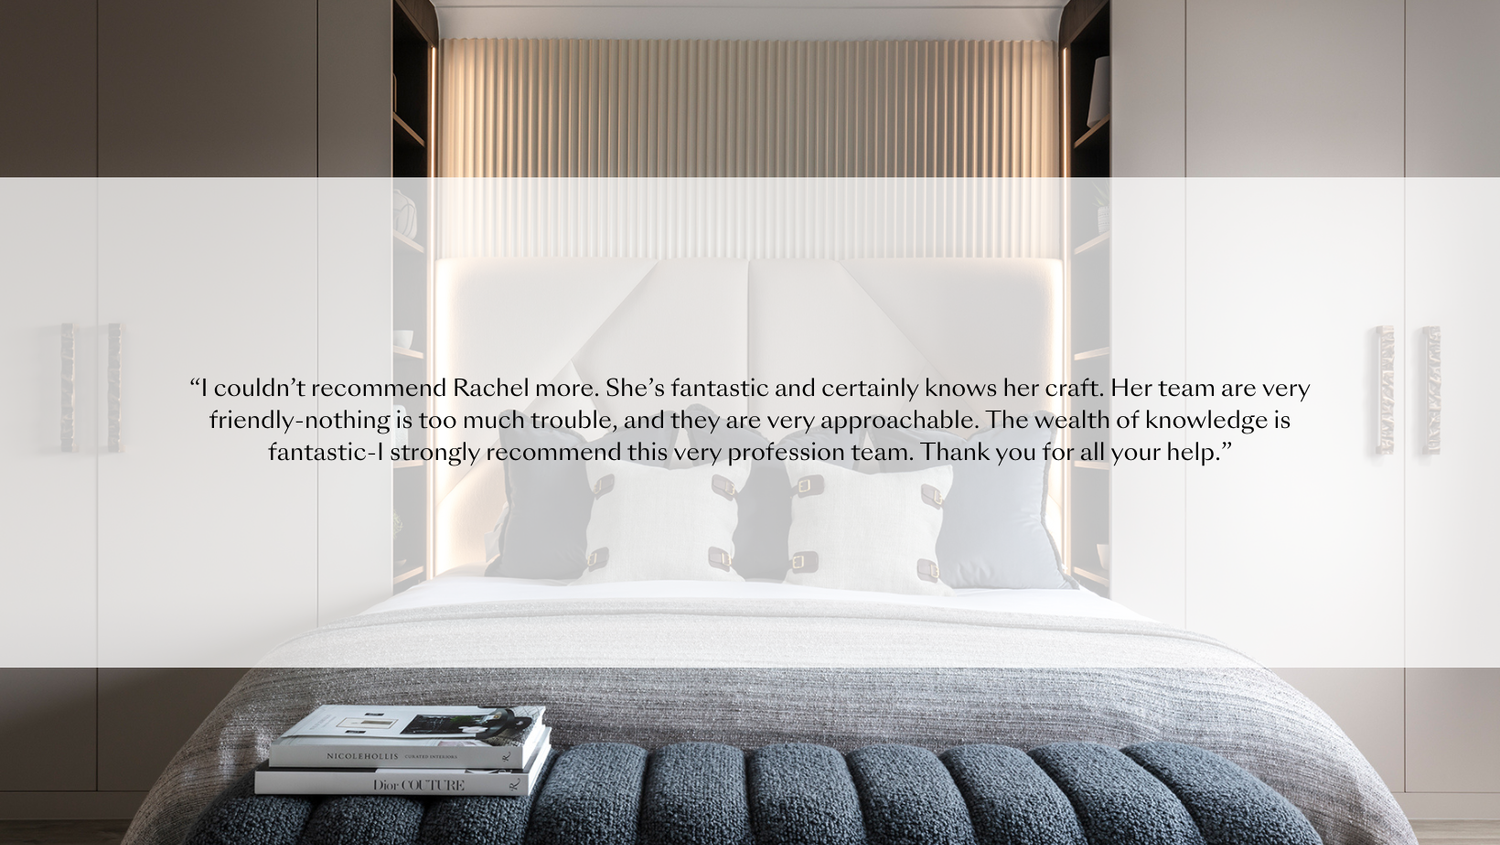 “I couldn’t recommend Rachel more. She’s fantastic and certainly knows her craft. Her team are very
friendly-nothing is too much trouble, and they are very approachable. The wealth of knowledge is
fantastic-I strongly recommend this very profession team. Thank you for all your help.”
NICOLEHOLLIS CURATED INTERIORS
Dior COUTURE